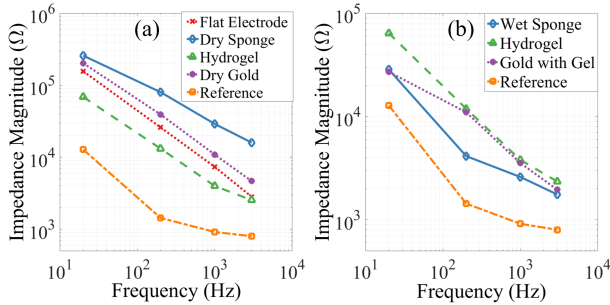 (a)
Impedance Magnitude (Ω)
10^6
10^5
10^4
10^3
Flat Electrode
Dry Sponge
Hydrogel
Dry Gold
Reference
10^1
10^2
10^3
10^4
Frequency (Hz)
(b)
Impedance Magnitude (Ω)
10^5
10^4
10^3
Wet Sponge
Hydrogel
Gold with Gel
Reference
10^1
10^2
10^3
10^4
Frequency (Hz)